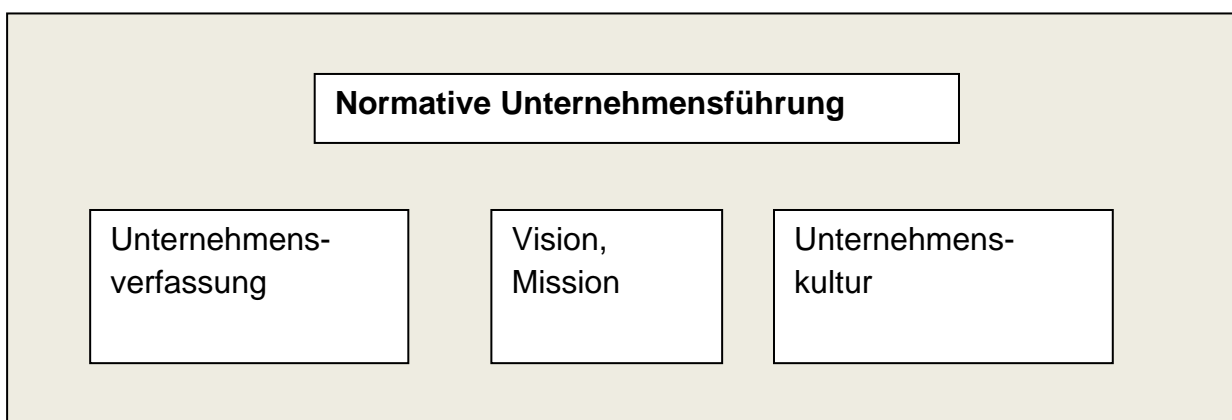 Normative Unternehmensführung
Unternehmens-
verfassung
Vision,
Mission
Unternehmens-
kultur